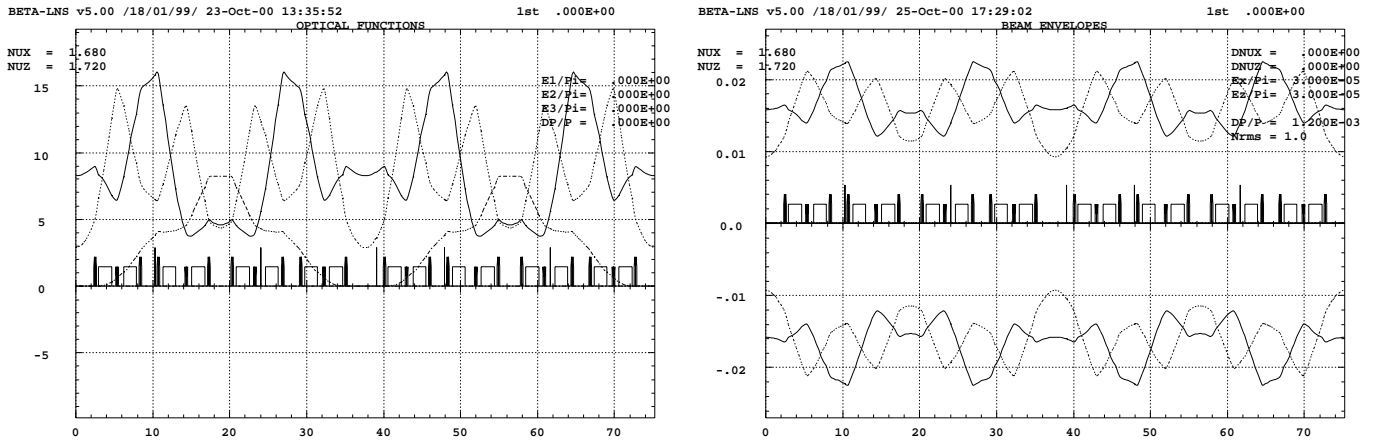 BETA-LNS v5.00 /18/01/99/ 23-Oct-00 13:35:52 1st .000E+00
OPTICAL FUNCTIONS
NUX = 1.680
NUZ = 1.720
E1/Pi= .000E+00
E2/Pi= .000E+00
E3/Pi= .000E+00
DP/P = .000E+00
15
10
5
0
-5
0 10 20 30 40 50 60 70
BETA-LNS v5.00 /18/01/99/ 25-Oct-00 17:29:02 1st .000E+00
BEAM ENVELOPES
NUX = 1.680
NUZ = 1.720
DNUX = .000E+00
DNUZ = .000E+00
Ex/Pi= 3.000E-05
Ez/Pi= 3.000E-05
DP/P = 1.200E-03
Nrms = 1.0
0.02
0.01
0.0
-.01
-.02
0 10 20 30 40 50 60 70